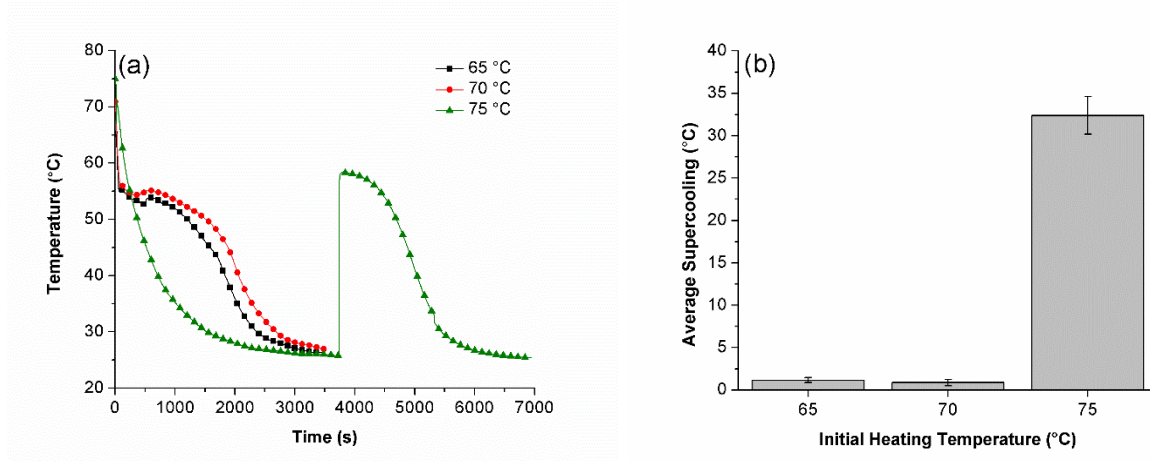 (a)
65 °C
70 °C
75 °C
80
70
60
50
40
30
20
0 1000 2000 3000 4000 5000 6000 7000
Temperature (°C)
Time (s)
(b)
40
35
30
25
20
15
10
5
0
65 70 75
Average Supercooling (°C)
Initial Heating Temperature (°C)